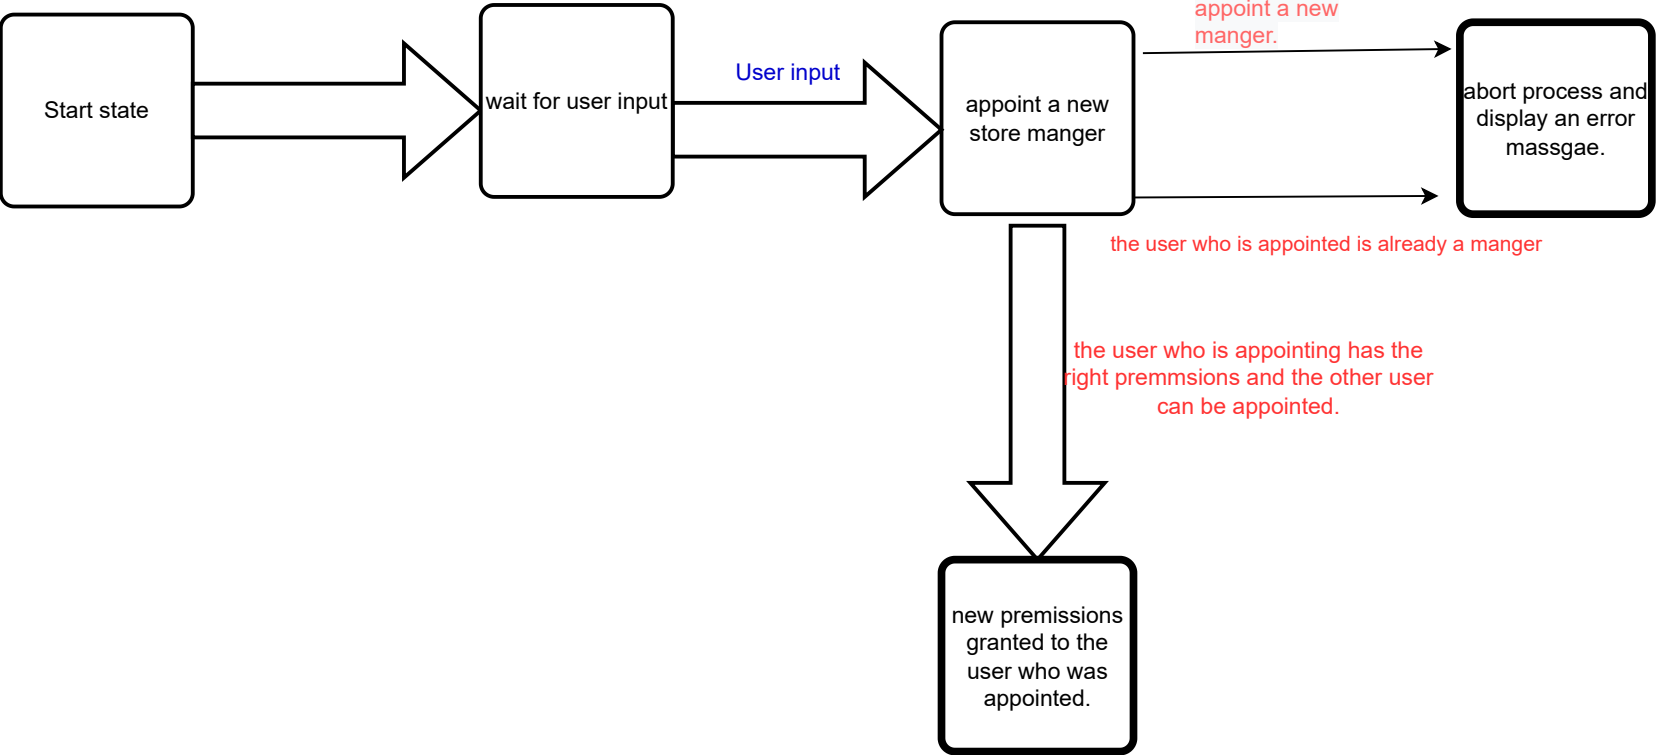 Start state
wait for user input
User input
appoint a new
store manger
appoint a new
manger.
abort process and
display an error
massgae.
the user who is appointed is already a manger
the user who is appointing has the
right premmsions and the other user
can be appointed.
new premissions
granted to the
user who was
appointed.